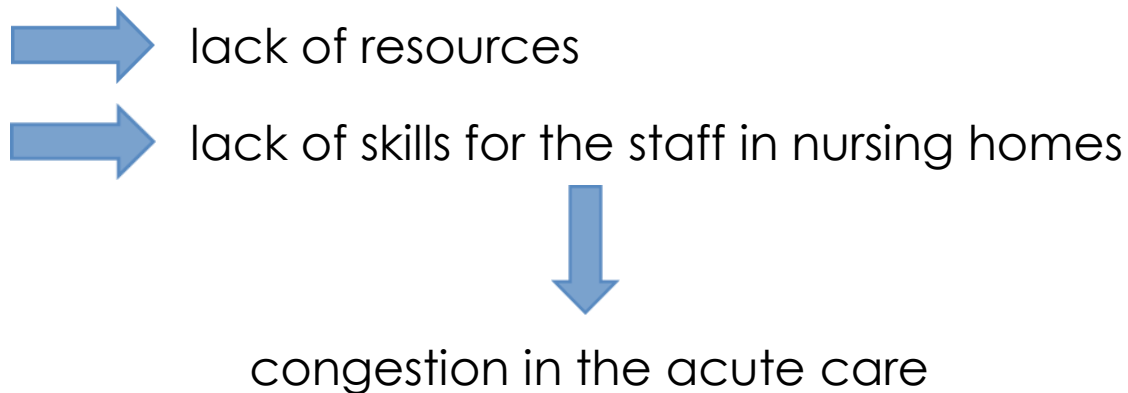 lack of resources
lack of skills for the staff in nursing homes
congestion in the acute care